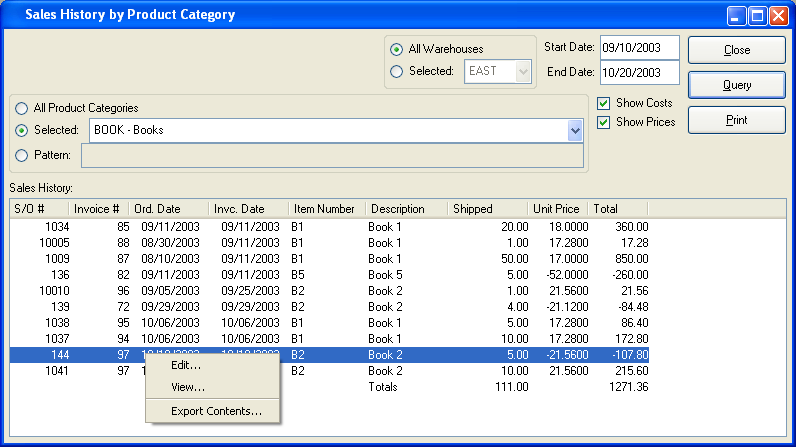 Sales History by Product Category
All Warehouses
Selected: EAST
Start Date: 09/10/2003
End Date: 10/20/2003
Close
Query
Print
Show Costs
Show Prices
All Product Categories
Selected: BOOK - Books
Pattern:
Sales History:
S/O # Invoice # Ord. Date Invc. Date Item Number Description Shipped Unit Price Total
1034 85 09/11/2003 09/11/2003 B1 Book 1 20.00 18.0000 360.00
10005 88 08/30/2003 09/11/2003 B1 Book 1 1.00 17.2800 17.28
1009 87 08/10/2003 09/11/2003 B1 Book 1 50.00 17.0000 850.00
136 82 09/11/2003 09/11/2003 B5 Book 5 5.00 -52.0000 -260.00
10010 96 09/05/2003 09/25/2003 B2 Book 2 1.00 21.5600 21.56
139 72 09/29/2003 09/29/2003 B2 Book 2 4.00 -21.1200 -84.48
1038 95 10/06/2003 10/06/2003 B1 Book 1 5.00 17.2800 86.40
1037 94 10/06/2003 10/06/2003 B1 Book 1 10.00 17.2800 172.80
144 97 B2 Book 2 5.00 -21.5600 -107.80
1041 97 B2 Book 2 10.00 21.5600 215.60
Totals 111.00 1271.36
Edit...
View...
Export Contents...